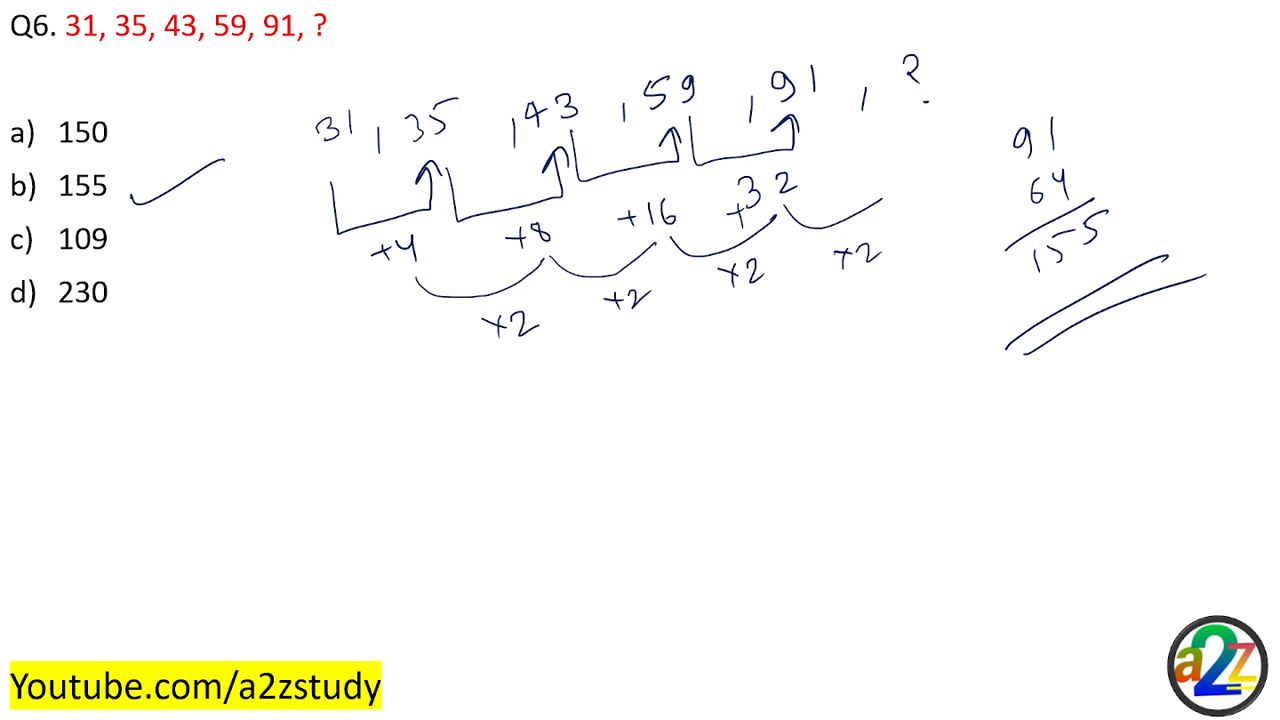 Q6. 31, 35, 43, 59, 91, ?
31, 35, 43, 59, 91, ?
a) 150
b) 155
c) 109
d) 230
+4 +8 +16 +32
×2 ×2 ×2 ×2
91
64
155
Youtube.com/a2zstudy
a2z